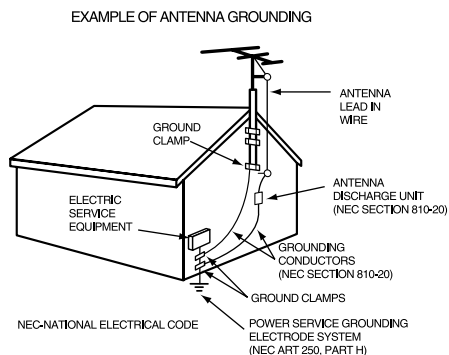 EXAMPLE OF ANTENNA GROUNDING
ANTENNA
LEAD IN
WIRE
GROUND
CLAMP
ANTENNA
DISCHARGE UNIT
(NEC SECTION 810-20)
ELECTRIC
SERVICE
EQUIPMENT
GROUNDING
CONDUCTORS
(NEC SECTION 810-20)
GROUND CLAMPS
NEC-NATIONAL ELECTRICAL CODE
POWER SERVICE GROUNDING
ELECTRODE SYSTEM
(NEC ART 250, PART H)